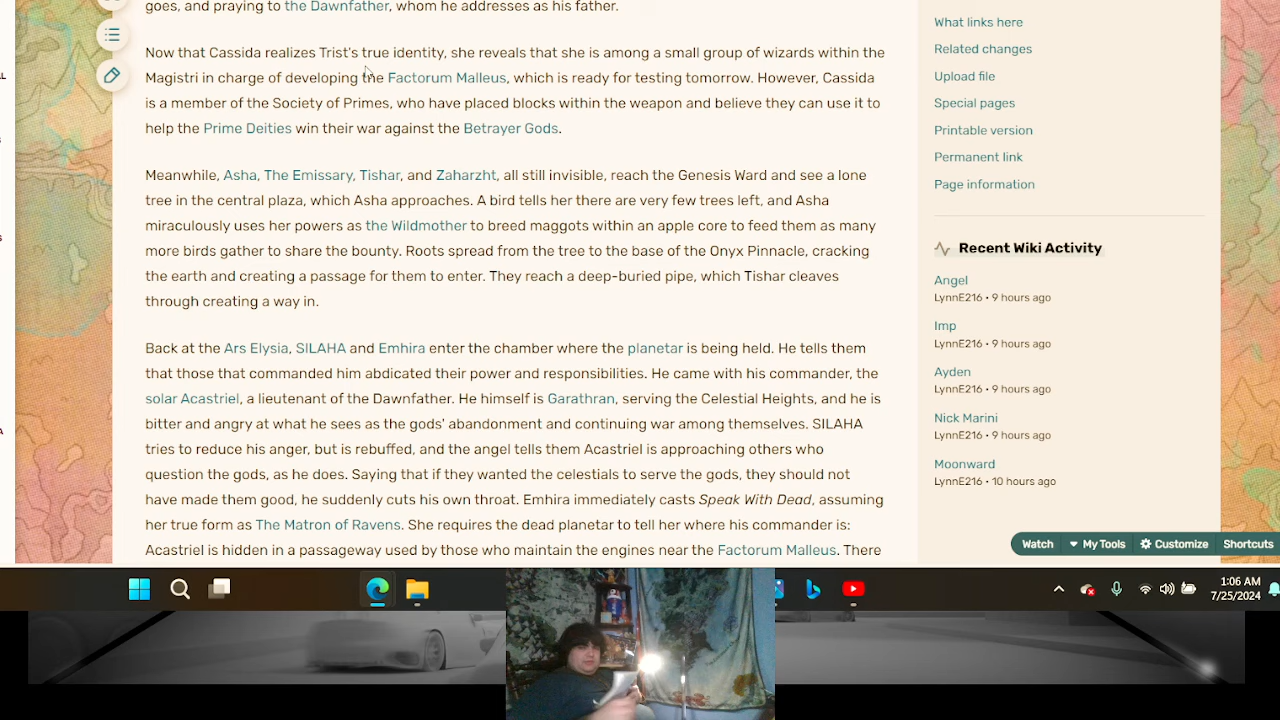 goes, and praying to the Dawnfather, whom he addresses as his father.
Now that Cassida realizes Trist's true identity, she reveals that she is among a small group of wizards within the
Magistri in charge of developing the Factorum Malleus, which is ready for testing tomorrow. However, Cassida
is a member of the Society of Primes, who have placed blocks within the weapon and believe they can use it to
help the Prime Deities win their war against the Betrayer Gods.
Meanwhile, Asha, The Emissary, Tishar, and Zaharzht, all still invisible, reach the Genesis Ward and see a lone
tree in the central plaza, which Asha approaches. A bird tells her there are very few trees left, and Asha
miraculously uses her powers as the Wildmother to breed maggots within an apple core to feed them as many
more birds gather to share the bounty. Roots spread from the tree to the base of the Onyx Pinnacle, cracking
the earth and creating a passage for them to enter. They reach a deep-buried pipe, which Tishar cleaves
through creating a way in.
Back at the Ars Elysia, SILAHA and Emhira enter the chamber where the planetar is being held. He tells them
that those that commanded him abdicated their power and responsibilities. He came with his commander, the
solar Acastriel, a lieutenant of the Dawnfather. He himself is Garathran, serving the Celestial Heights, and he is
bitter and angry at what he sees as the gods' abandonment and continuing war among themselves. SILAHA
tries to reduce his anger, but is rebuffed, and the angel tells them Acastriel is approaching others who
question the gods, as he does. Saying that if they wanted the celestials to serve the gods, they should not
have made them good, he suddenly cuts his own throat. Emhira immediately casts Speak With Dead, assuming
her true form as The Matron of Ravens. She requires the dead planetar to tell her where his commander is:
Acastriel is hidden in a passageway used by those who maintain the engines near the Factorum Malleus. There
What links here
Related changes
Upload file
Special pages
Printable version
Permanent link
Page information
Recent Wiki Activity
Angel
LynnE216 • 9 hours ago
Imp
LynnE216 • 9 hours ago
Ayden
LynnE216 • 9 hours ago
Nick Marini
LynnE216 • 9 hours ago
Moonward
LynnE216 • 10 hours ago
Watch My Tools Customize Shortcuts
1:06 AM
7/25/2024